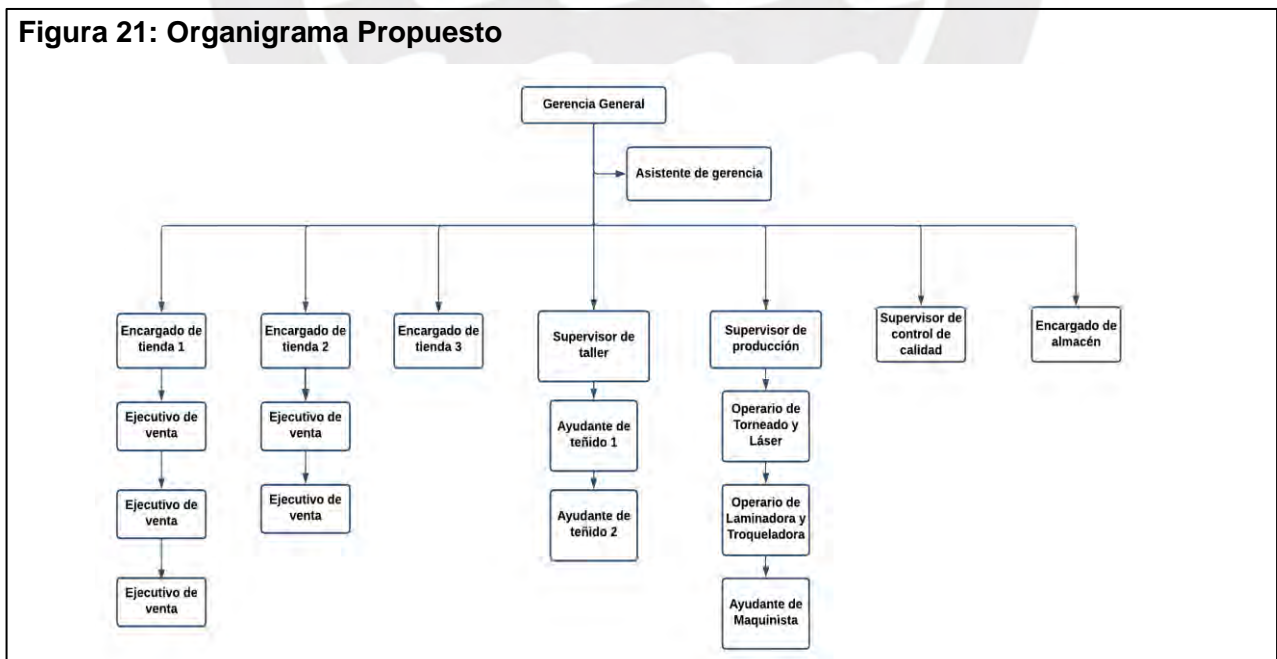 Figura 21: Organigrama Propuesto
Gerencia General
Asistente de gerencia
Encargado de
tienda 1
Encargado de
tienda 2
Encargado de
tienda 3
Supervisor de
taller
Supervisor de
producción
Supervisor de
control de
calidad
Encargado de
almacén
Ejecutivo de
venta
Ejecutivo de
venta
Ejecutivo de
venta
Ejecutivo de
venta
Ejecutivo de
venta
Ayudante de
teñido 1
Ayudante de
teñido 2
Operario de
Torneado y
Láser
Operario de
Laminadora y
Troqueladora
Ayudante de
Maquinista